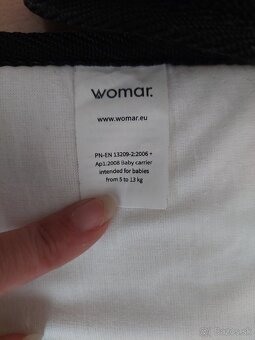 womar.
www.womar.eu
PN-EN 13209-2:2006 +
Ap1:2008 Baby carrier
intended for babies
from 5 to 13 kg